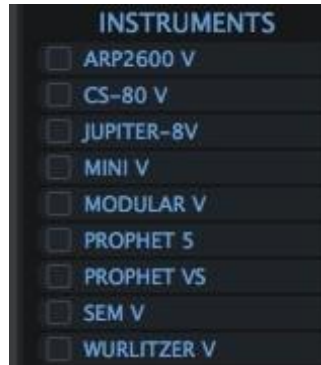 INSTRUMENTS
ARP2600 V
CS-80 V
JUPITER-8V
MINI V
MODULAR V
PROPHET 5
PROPHET VS
SEM V
WURLITZER V